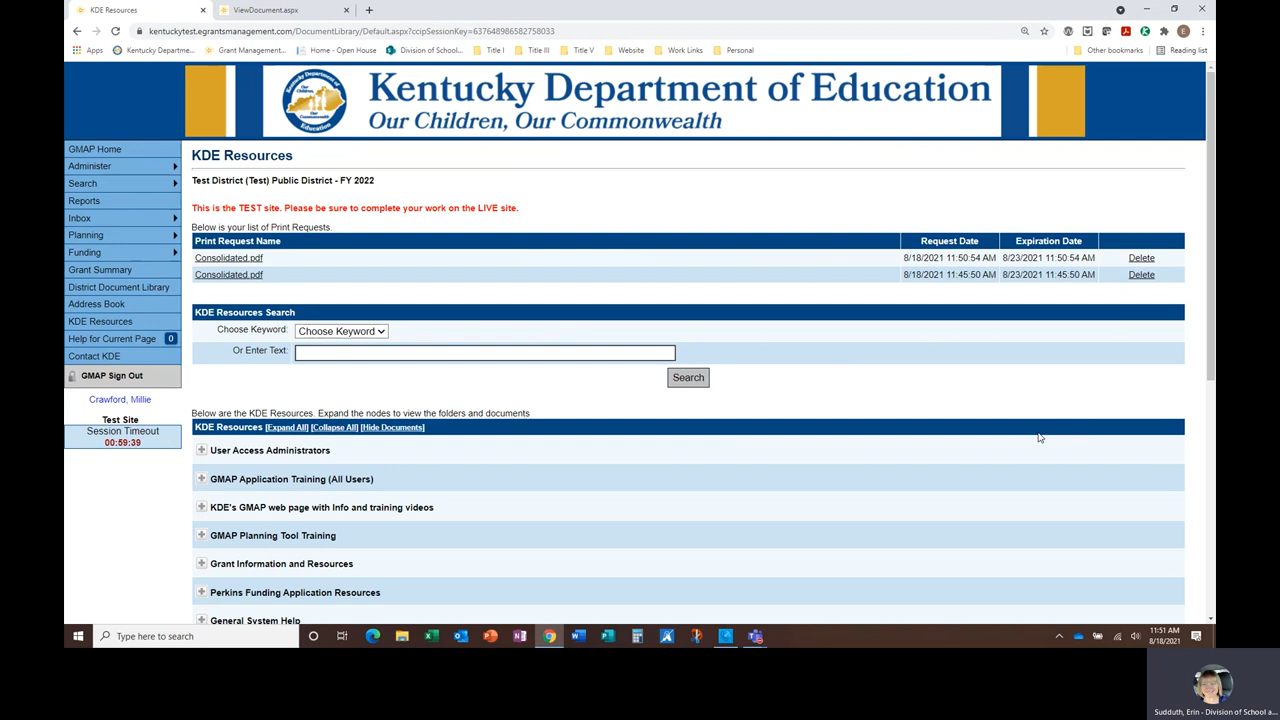 KDE Resources
ViewDocument.aspx
kentuckytest.egrantsmanagement.com/DocumentLibrary/Default.aspx?ccipSessionKey=637648986582758033
Apps
Kentucky Departme...
Grant Management...
Home - Open House
Division of School...
Title I
Title III
Title V
Website
Work Links
Personal
Other bookmarks
Reading list
Kentucky Department of Education
Our Children, Our Commonwealth
GMAP Home
Administer
Search
Reports
Inbox
Planning
Funding
Grant Summary
District Document Library
Address Book
KDE Resources
Help for Current Page 0
Contact KDE
GMAP Sign Out
Crawford, Millie
Test Site
Session Timeout
00:59:39
KDE Resources
Test District (Test) Public District - FY 2022
This is the TEST site. Please be sure to complete your work on the LIVE site.
Below is your list of Print Requests.
Print Request Name Request Date Expiration Date
Consolidated.pdf 8/18/2021 11:50:54 AM 8/23/2021 11:50:54 AM Delete
Consolidated.pdf 8/18/2021 11:45:50 AM 8/23/2021 11:45:50 AM Delete
KDE Resources Search
Choose Keyword: Choose Keyword
Or Enter Text:
Search
Below are the KDE Resources. Expand the nodes to view the folders and documents
KDE Resources [Expand All] [Collapse All] [Hide Documents]
User Access Administrators
GMAP Application Training (All Users)
KDE's GMAP web page with Info and training videos
GMAP Planning Tool Training
Grant Information and Resources
Perkins Funding Application Resources
General System Help
Type here to search
11:51 AM
8/18/2021
Sudduth, Erin - Division of School a...